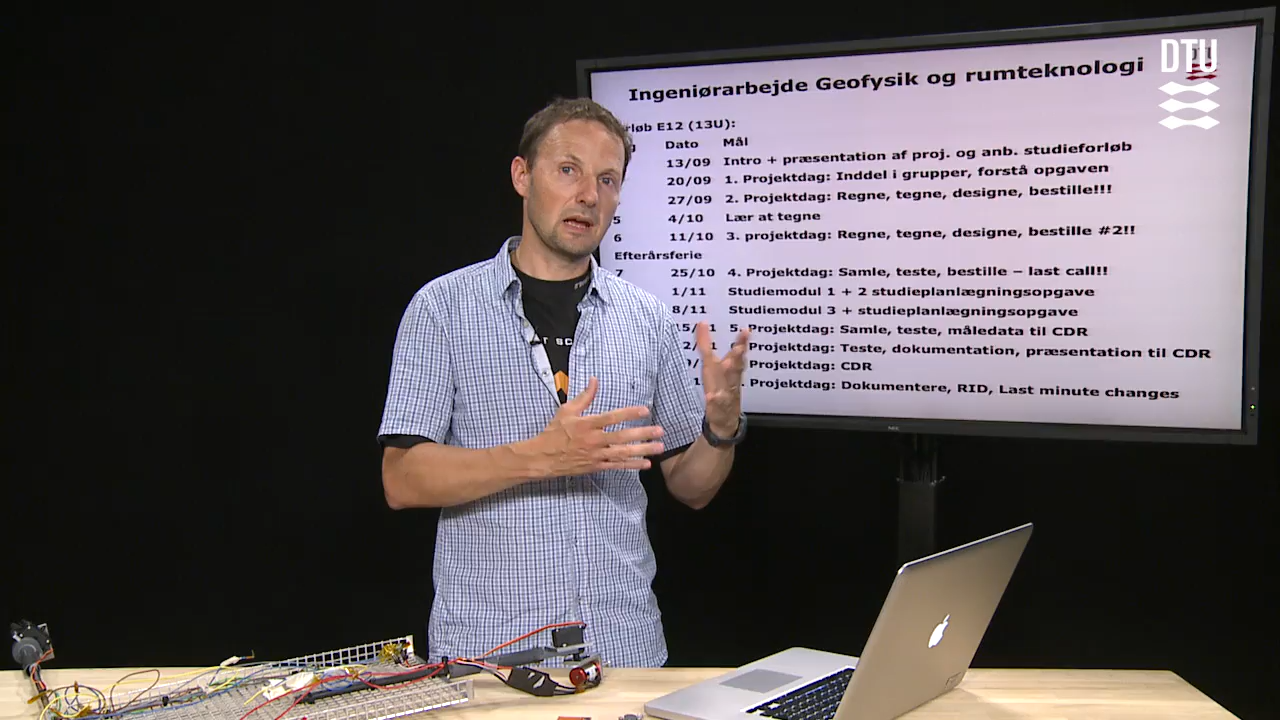 DTU
Ingeniørarbejde Geofysik og rumteknologi
rløb E12 (13U):
Dato Mål
13/09 Intro + præsentation af proj. og anb. studieforløb
20/09 1. Projektdag: Inddel i grupper, forstå opgaven
27/09 2. Projektdag: Regne, tegne, designe, bestille!!!
5 4/10 Lær at tegne
6 11/10 3. projektdag: Regne, tegne, designe, bestille #2!!
Efterårsferie
7 25/10 4. Projektdag: Samle, teste, bestille – last call!!
1/11 Studiemodul 1 + 2 studieplanlægningsopgave
8/11 Studiemodul 3 + studieplanlægningsopgave
5. Projektdag: Samle, teste, måledata til CDR
Projektdag: Teste, dokumentation, præsentation til CDR
Projektdag: CDR
Projektdag: Dokumentere, RID, Last minute changes